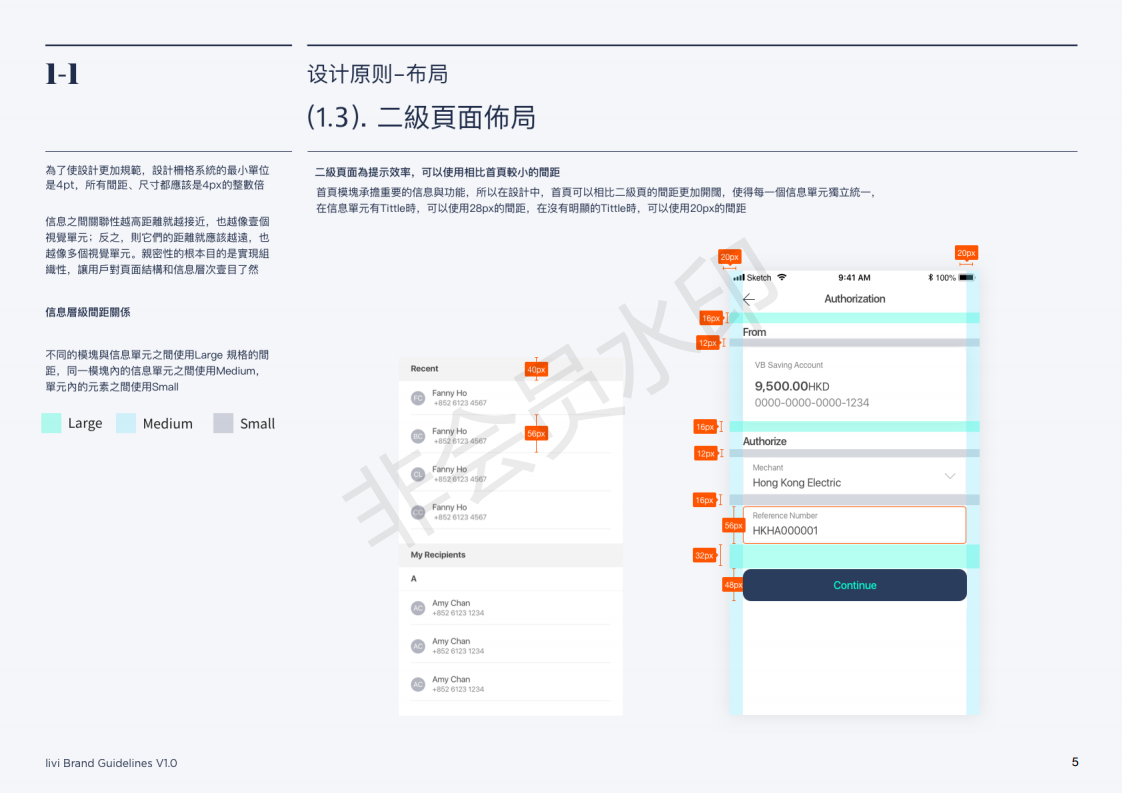 1-1
设计原则-布局
(1.3). 二級頁面佈局
為了使設計更加規範，設計柵格系統的最小單位
是4pt，所有間距、尺寸都應該是4px的整數倍
信息之間關聯性越高距離就越接近，也越像壹個
視覺單元；反之，則它們的距離就應該越遠，也
越像多個視覺單元。親密性的根本目的是實現組
織性，讓用戶對頁面結構和信息層次壹目了然
信息層級間距關係
不同的模塊與信息單元之間使用Large 規格的間
距，同一模塊內的信息單元之間使用Medium，
單元內的元素之間使用Small
Large
Medium
Small
二級頁面為提示效率，可以使用相比首頁較小的間距
首頁模塊承擔重要的信息與功能，所以在設計中，首頁可以相比二級頁的間距更加開闊，使得每一個信息單元獨立統一，
在信息單元有Tittle時，可以使用28px的間距，在沒有明顯的Tittle時，可以使用20px的間距
Recent
40px
FC
Fanny Ho
+852 6123 4567
BC
Fanny Ho
+852 6123 4567
56px
CL
Fanny Ho
+852 6123 4567
CC
Fanny Ho
+852 6123 4567
My Recipients
A
AC
Amy Chan
+852 6123 1234
AC
Amy Chan
+852 6123 1234
AC
Amy Chan
+852 6123 1234
20px
20px
Sketch
9:41 AM
100%
Authorization
16px
From
12px
VB Saving Account
9,500.00HKD
0000-0000-0000-1234
16px
Authorize
12px
Mechant
Hong Kong Electric
16px
Reference Number
56px
HKHA000001
32px
48px
Continue
非会员水印
livi Brand Guidelines V1.0
5